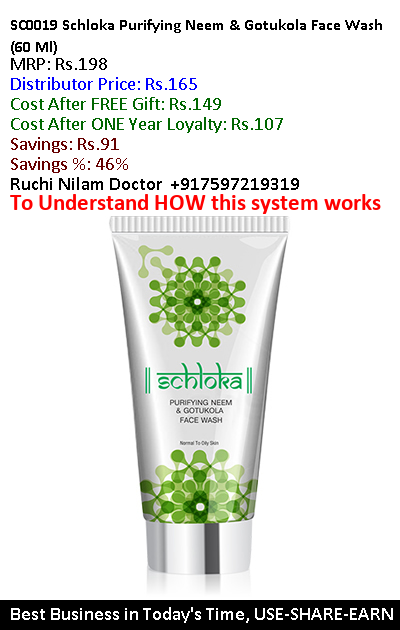 SC0019 Schloka Purifying Neem & Gotukola Face Wash
(60 Ml)
MRP: Rs.198
Distributor Price: Rs.165
Cost After FREE Gift: Rs.149
Cost After ONE Year Loyalty: Rs.107
Savings: Rs.91
Savings %: 46%
Ruchi Nilam Doctor +917597219319
To Understand HOW this system works
schloka
PURIFYING NEEM
& GOTUKOLA
FACE WASH
Normal To Oily Skin
Best Business in Today's Time, USE-SHARE-EARN